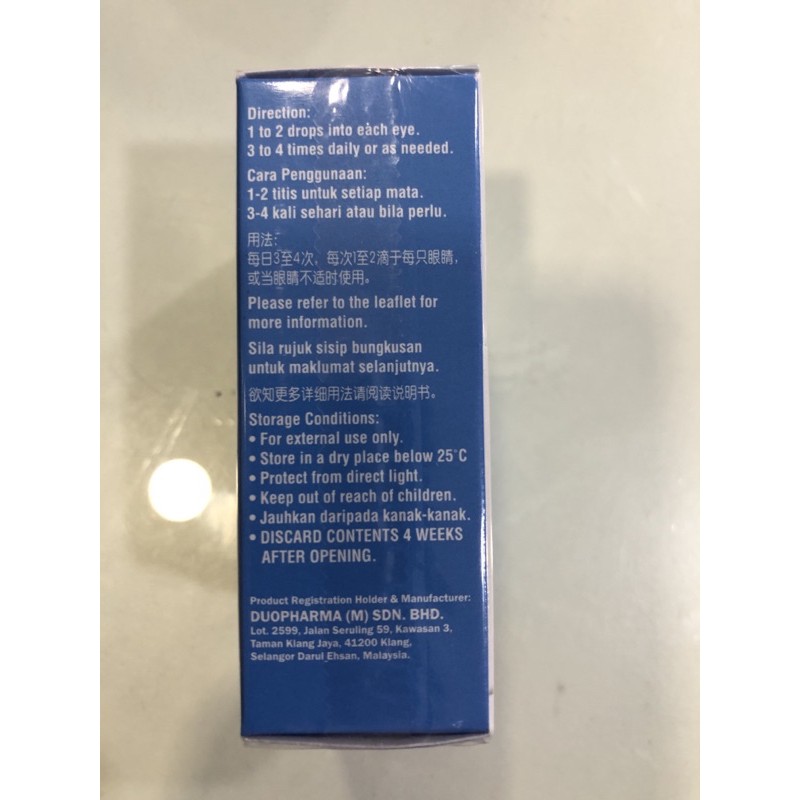 Direction:
1 to 2 drops into each eye.
3 to 4 times daily or as needed.
Cara Penggunaan:
1-2 titis untuk setiap mata.
3-4 kali sehari atau bila perlu.
用法:
每日3至4次，每次1至2滴于每只眼睛，
或当眼睛不适时使用。
Please refer to the leaflet for
more information.
Sila rujuk sisip bungkusan
untuk maklumat selanjutnya.
欲知更多详细用法请阅读说明书。
Storage Conditions:
• For external use only.
• Store in a dry place below 25°C
• Protect from direct light.
• Keep out of reach of children.
• Jauhkan daripada kanak-kanak.
• DISCARD CONTENTS 4 WEEKS
AFTER OPENING.
Product Registration Holder & Manufacturer:
DUOPHARMA (M) SDN. BHD.
Lot. 2599, Jalan Seruling 59, Kawasan 3,
Taman Klang Jaya, 41200 Klang,
Selangor Darul Ehsan, Malaysia.